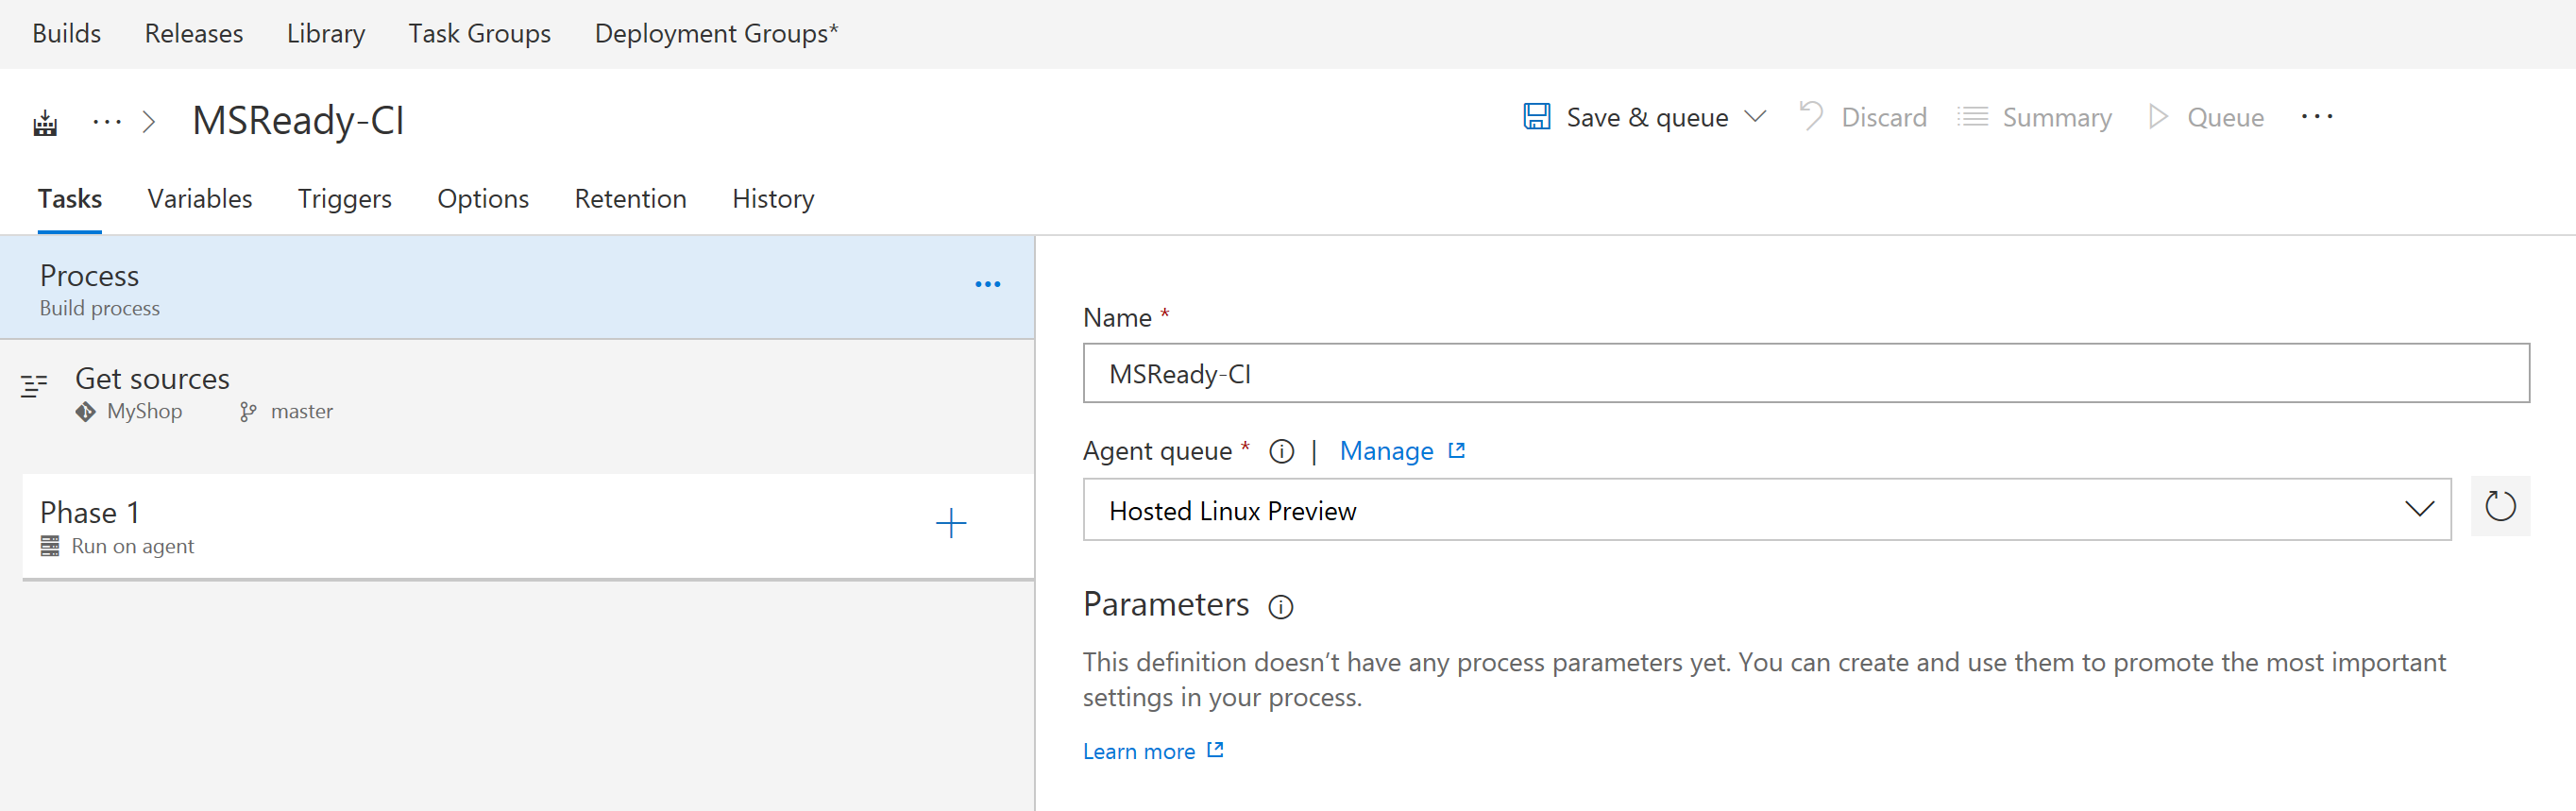 Builds Releases Library Task Groups Deployment Groups*
··· > MSReady-CI Save & queue Discard Summary Queue ···
Tasks Variables Triggers Options Retention History
Process
Build process
Get sources
MyShop master
Phase 1
Run on agent
Name *
MSReady-CI
Agent queue * | Manage
Hosted Linux Preview
Parameters
This definition doesn't have any process parameters yet. You can create and use them to promote the most important
settings in your process.
Learn more